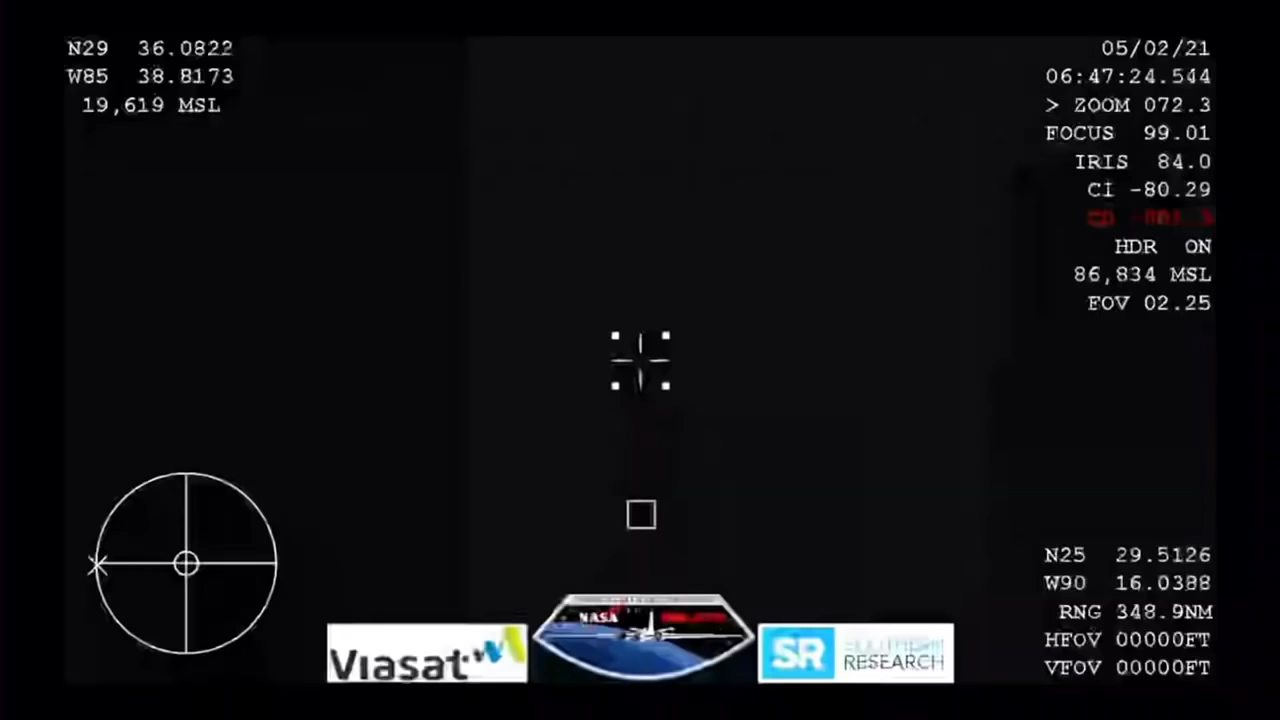 N29 36.0822
W85 38.8173
19,619 MSL
05/02/21
06:47:24.544
> ZOOM 072.3
FOCUS 99.01
IRIS 84.0
CI -80.29
HDR ON
86,834 MSL
FOV 02.25
N25 29.5126
W90 16.0388
RNG 348.9NM
HFOV 00000FT
VFOV 00000FT
Viasat
NASA
SR
RESEARCH